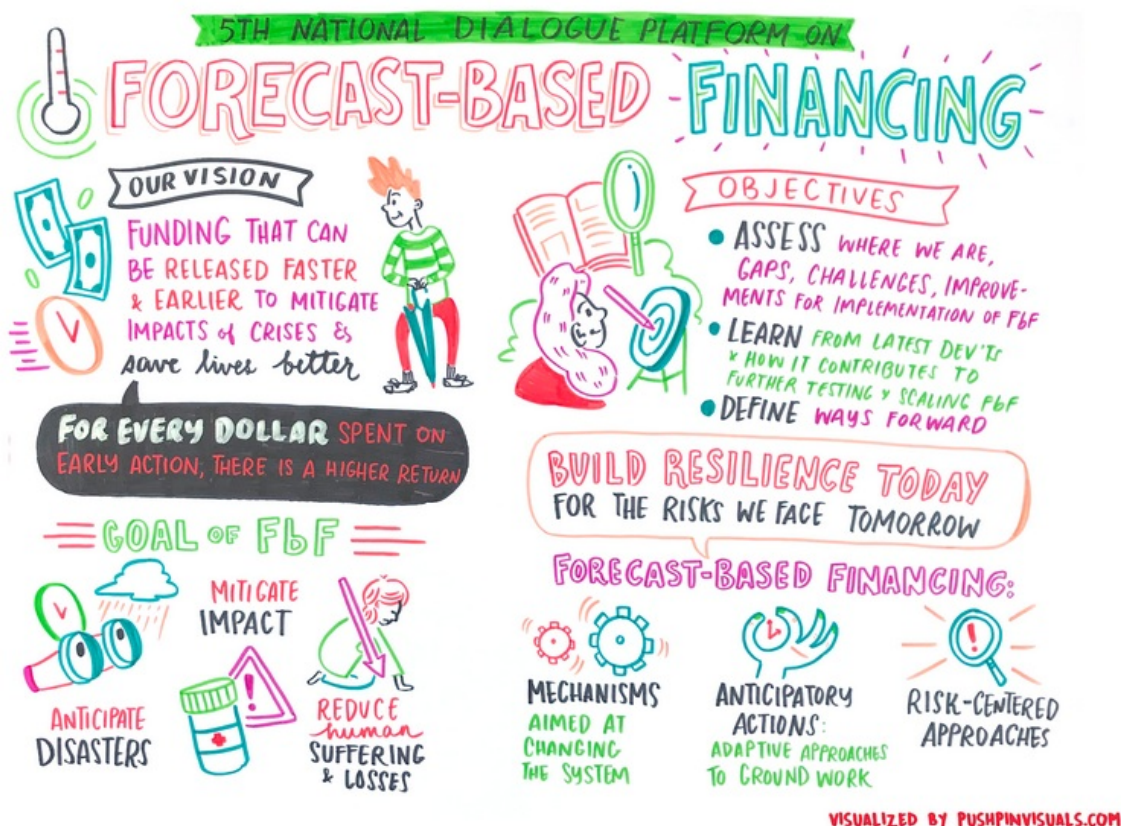 5TH NATIONAL DIALOGUE PLATFORM ON
FORECAST-BASED FINANCING
OUR VISION
FUNDING THAT CAN
BE RELEASED FASTER
& EARLIER TO MITIGATE
IMPACTS of CRISES &
save lives better
FOR EVERY DOLLAR SPENT ON
EARLY ACTION, THERE IS A HIGHER RETURN
GOAL OF FbF
ANTICIPATE
DISASTERS
MITIGATE
IMPACT
REDUCE
human
SUFFERING
& LOSSES
OBJECTIVES
• ASSESS WHERE WE ARE,
GAPS, CHALLENGES, IMPROVE-
MENTS FOR IMPLEMENTATION OF FbF
• LEARN FROM LATEST DEV'TS
& HOW IT CONTRIBUTES TO
FURTHER TESTING & SCALING FbF
• DEFINE WAYS FORWARD
BUILD RESILIENCE TODAY
FOR THE RISKS WE FACE TOMORROW
FORECAST-BASED FINANCING:
MECHANISMS
AIMED AT
CHANGING
THE SYSTEM
ANTICIPATORY
ACTIONS:
ADAPTIVE APPROACHES
TO GROUND WORK
RISK-CENTERED
APPROACHES
VISUALIZED BY PUSHPINVISUALS.COM